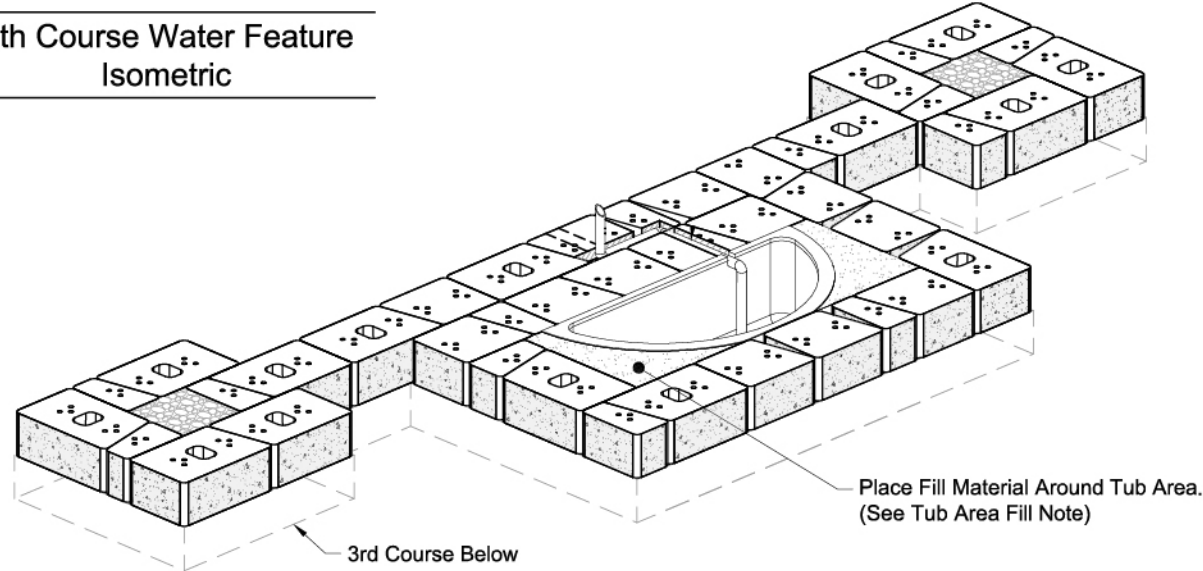 th Course Water Feature
Isometric
Place Fill Material Around Tub Area.
(See Tub Area Fill Note)
3rd Course Below